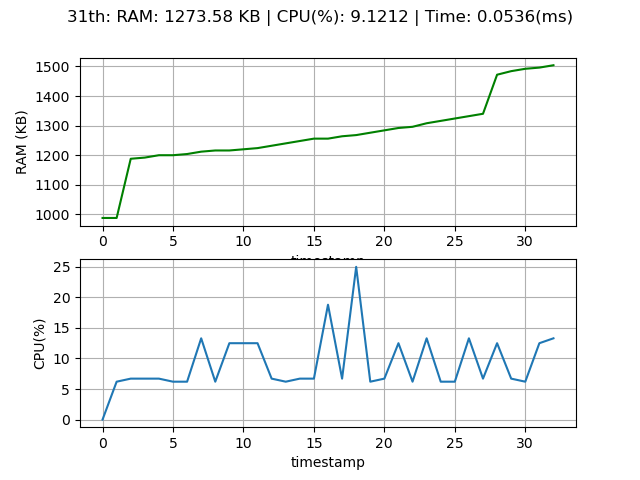 31th: RAM: 1273.58 KB | CPU(%): 9.1212 | Time: 0.0536(ms)
RAM (KB)
1500
1400
1300
1200
1100
1000
0 5 10 15 20 25 30
timestamp
CPU(%)
25
20
15
10
5
0
0 5 10 15 20 25 30
timestamp